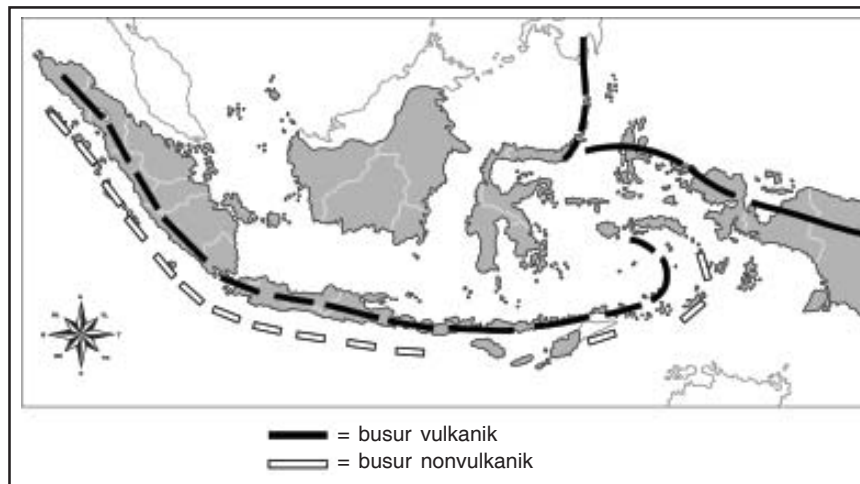 = busur vulkanik
= busur nonvulkanik